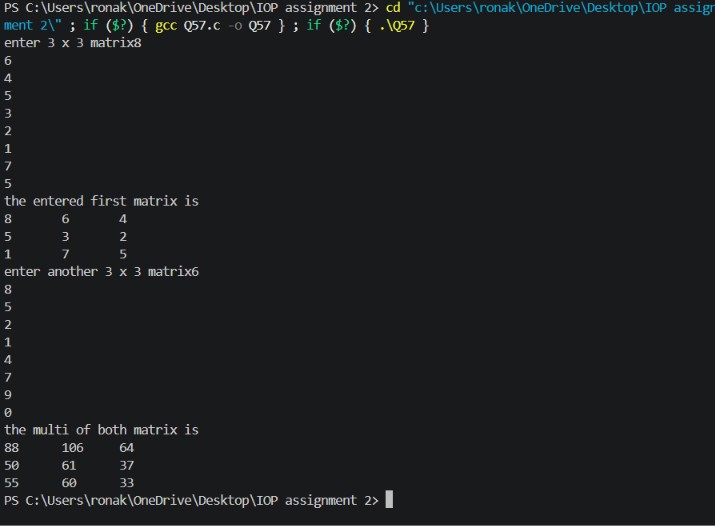 PS C:\Users\ronak\OneDrive\Desktop\IOP assignment 2> cd "c:\Users\ronak\OneDrive\Desktop\IOP assign
ment 2\" ; if ($?) { gcc Q57.c -o Q57 } ; if ($?) { .\Q57 }
enter 3 x 3 matrix8
6
4
5
3
2
1
7
5
the entered first matrix is
8 6 4
5 3 2
1 7 5
enter another 3 x 3 matrix6
8
5
2
1
4
7
9
0
the multi of both matrix is
88 106 64
50 61 37
55 60 33
PS C:\Users\ronak\OneDrive\Desktop\IOP assignment 2>